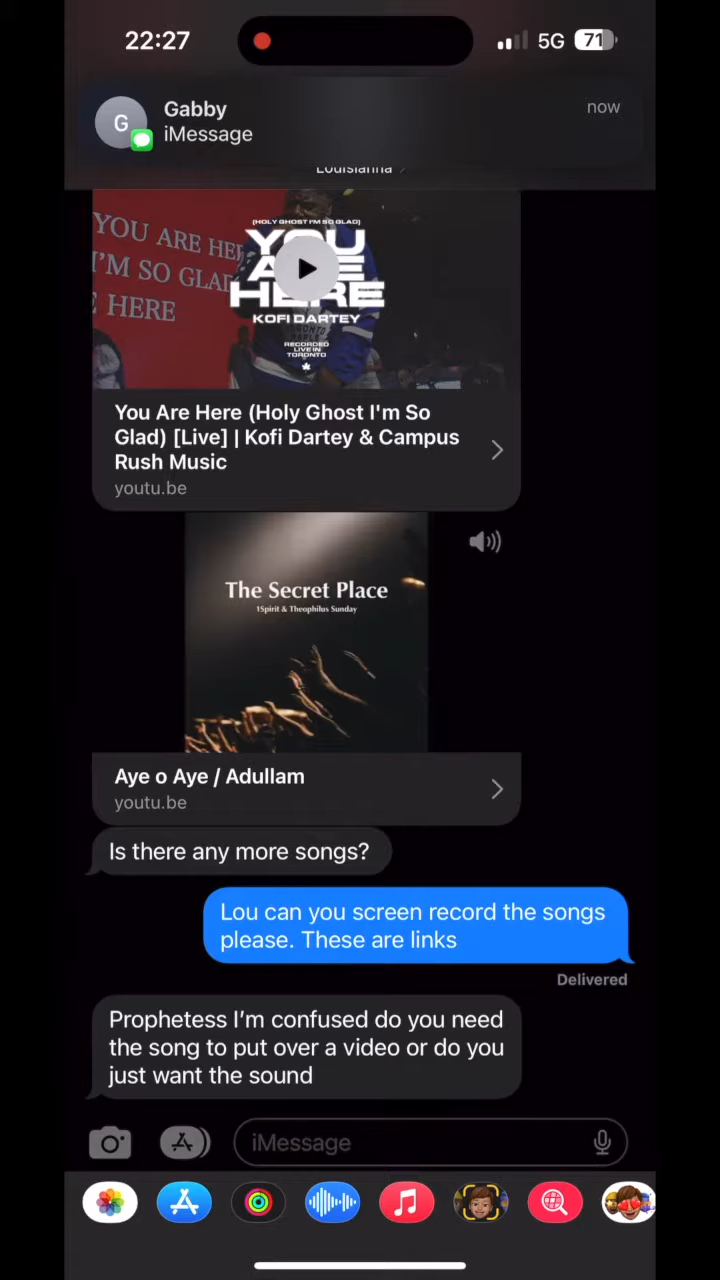 22:27
5G
71
G
Gabby
now
iMessage
Louisianna
YOU ARE HE
I'M SO GLAD
E HERE
(HOLY GHOST I'M SO GLAD)
YOU
ARE
HERE
KOFI DARTEY
RECORDED
LIVE IN
TORONTO
You Are Here (Holy Ghost I'm So
Glad) [Live] | Kofi Dartey & Campus
Rush Music
youtu.be
The Secret Place
1Spirit & Theophilus Sunday
Aye o Aye / Adullam
youtu.be
Is there any more songs?
Lou can you screen record the songs
please. These are links
Delivered
Prophetess I'm confused do you need
the song to put over a video or do you
just want the sound
iMessage